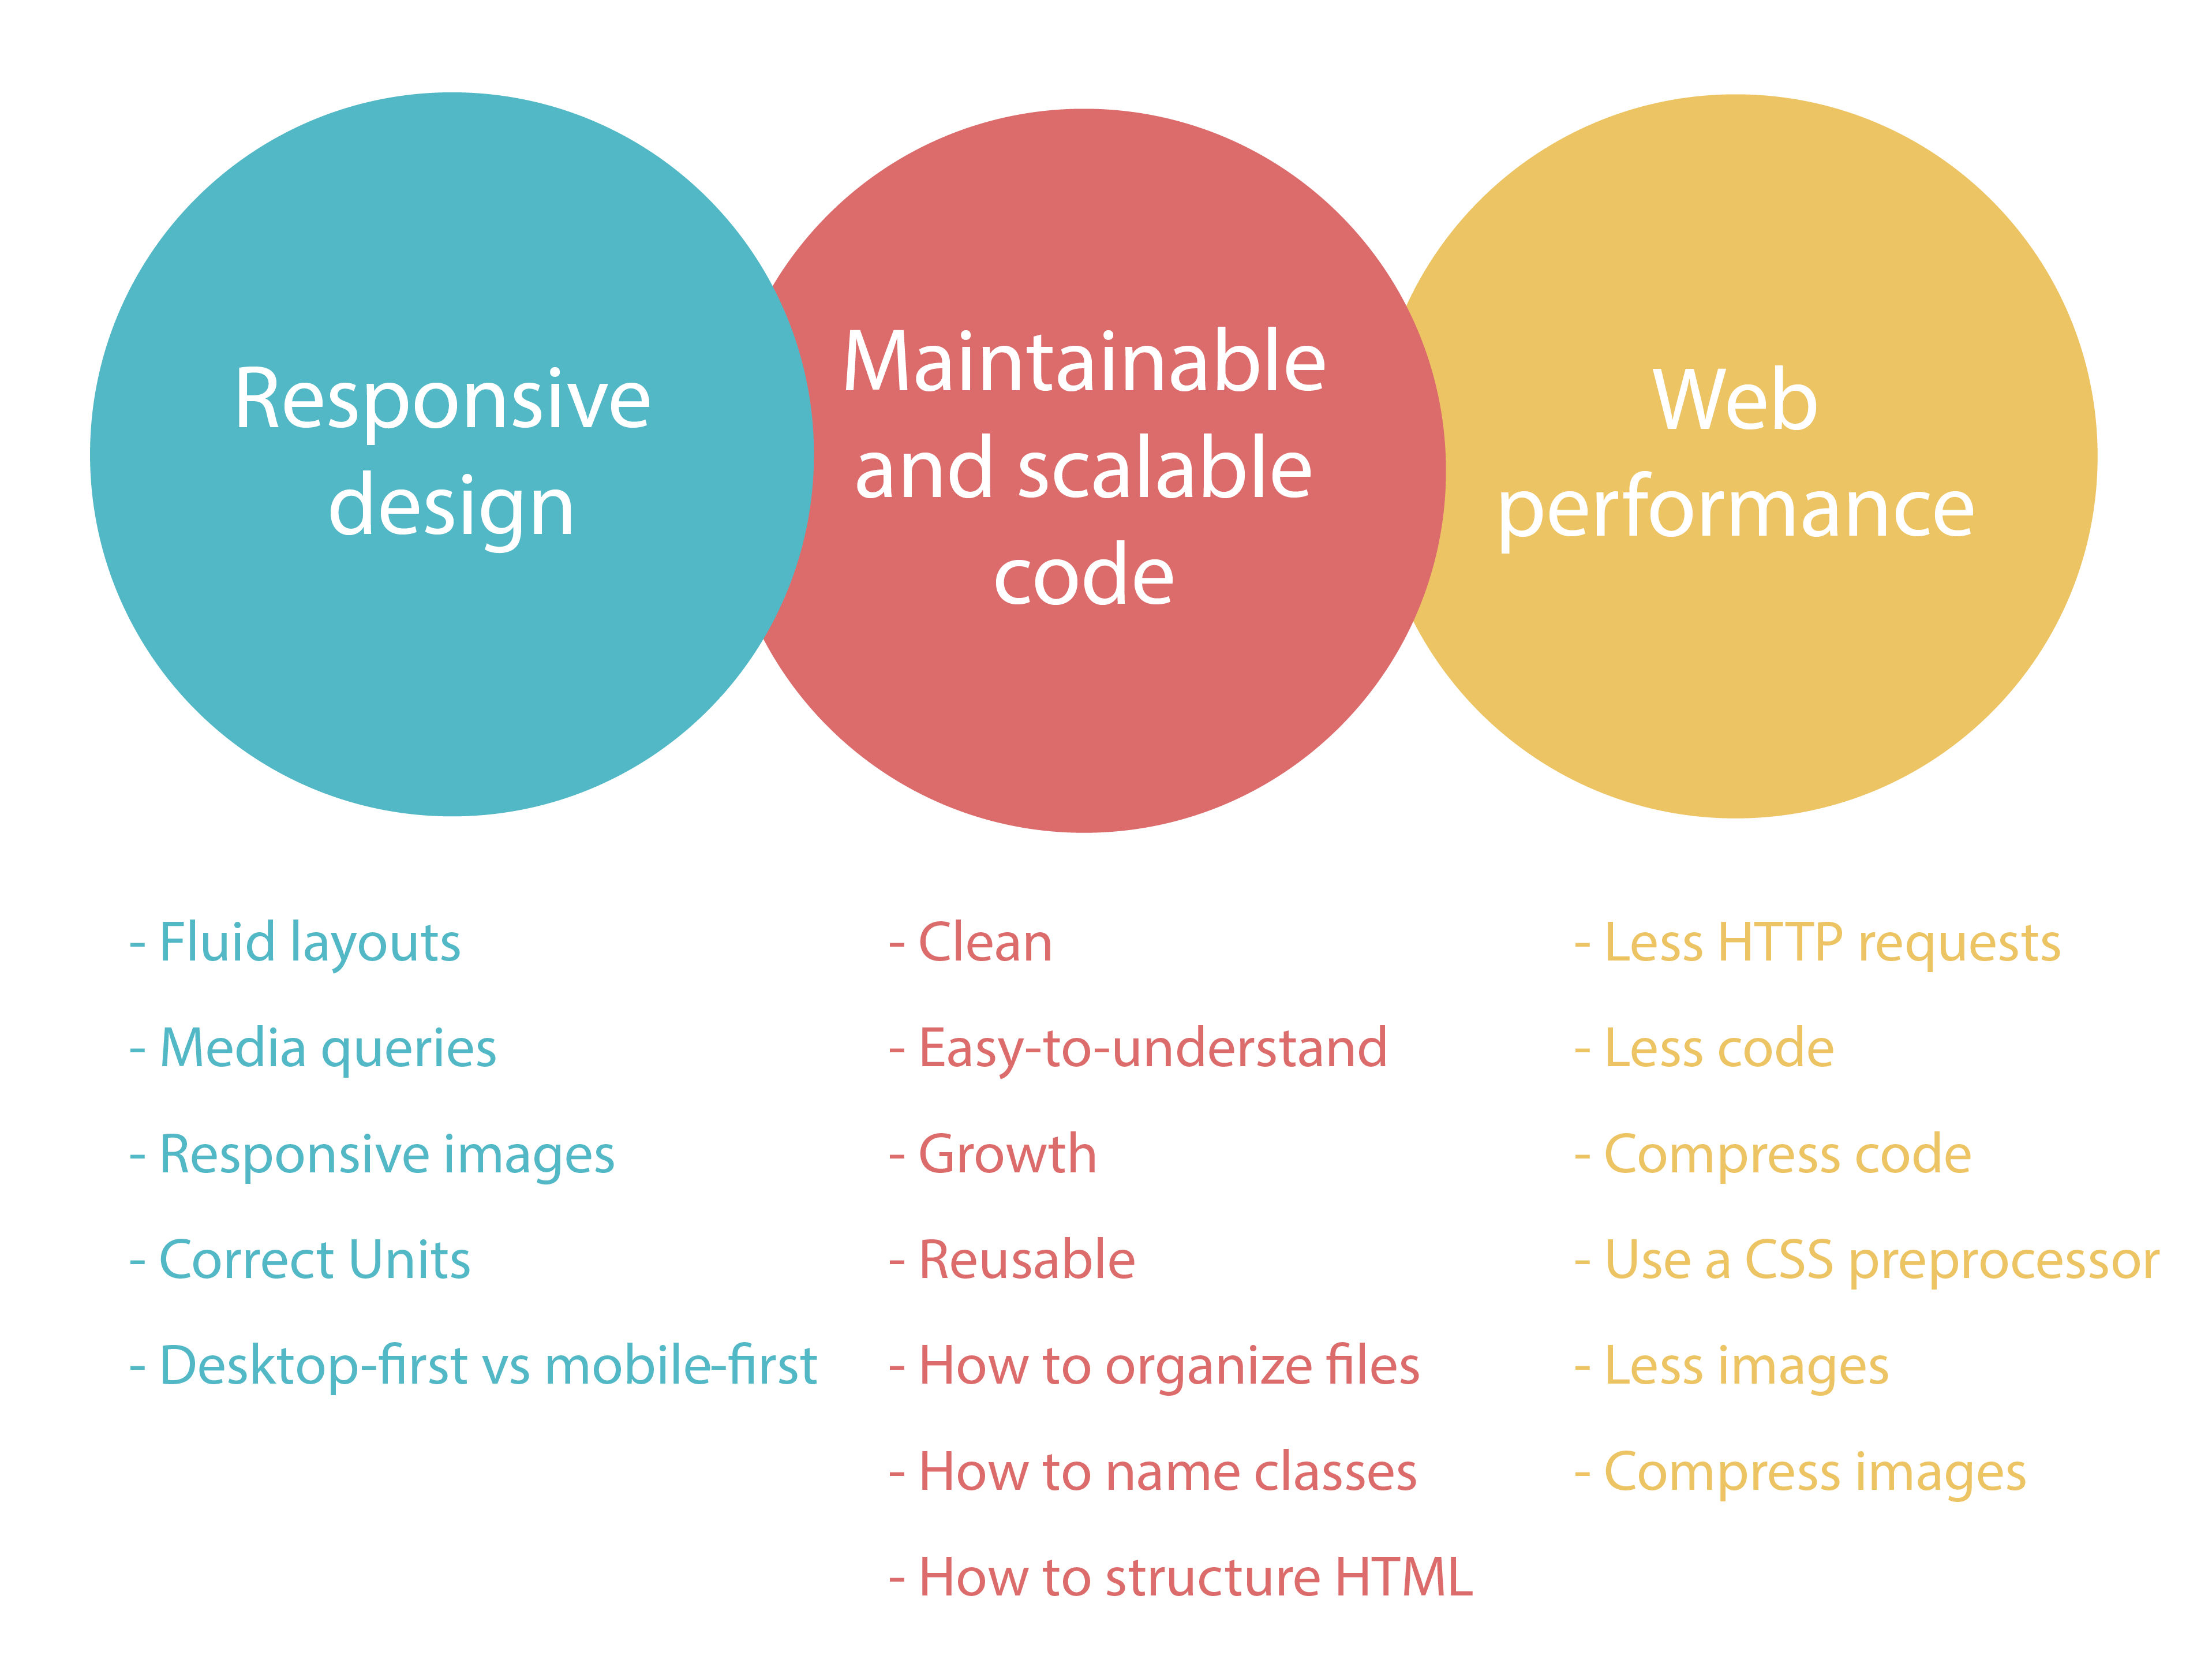 Responsive
design
Maintainable
and scalable
code
Web
performance
- Fluid layouts
- Media queries
- Responsive images
- Correct Units
- Desktop-first vs mobile-first
- Clean
- Easy-to-understand
- Growth
- Reusable
- How to organize files
- How to name classes
- How to structure HTML
- Less HTTP requests
- Less code
- Compress code
- Use a CSS preprocessor
- Less images
- Compress images